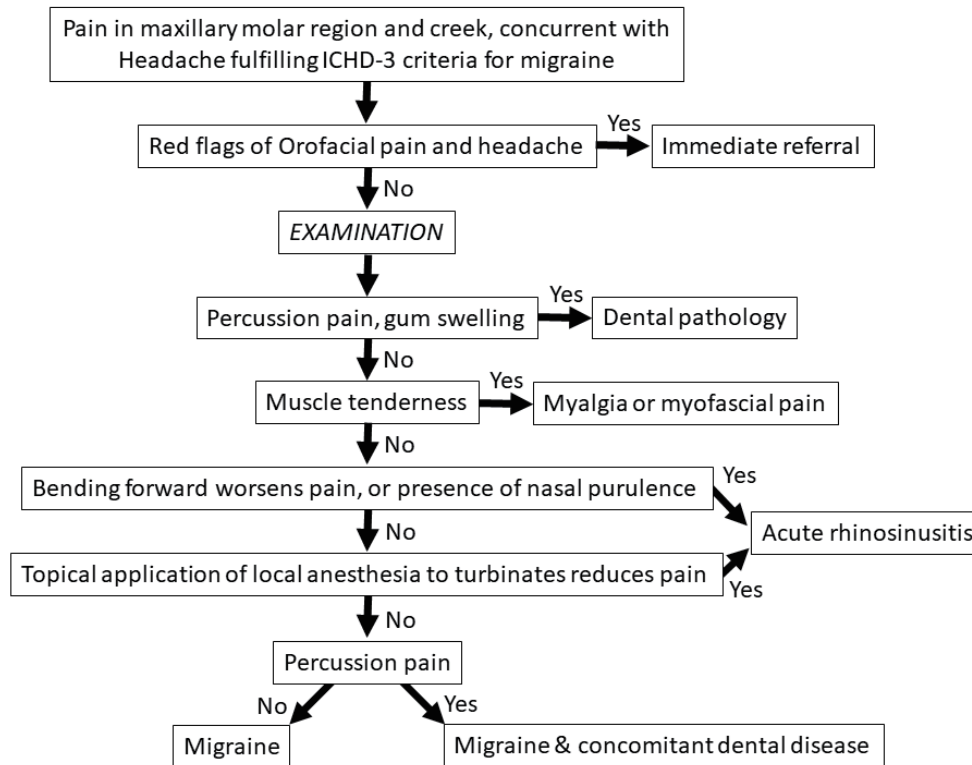 Pain in maxillary molar region and creek, concurrent with
Headache fulfilling ICHD-3 criteria for migraine
Red flags of Orofacial pain and headache
Yes
Immediate referral
No
EXAMINATION
Percussion pain, gum swelling
Yes
Dental pathology
No
Muscle tenderness
Yes
Myalgia or myofascial pain
No
Bending forward worsens pain, or presence of nasal purulence
Yes
Acute rhinosinusitis
No
Topical application of local anesthesia to turbinates reduces pain
Yes
No
Percussion pain
No
Yes
Migraine
Migraine & concomitant dental disease